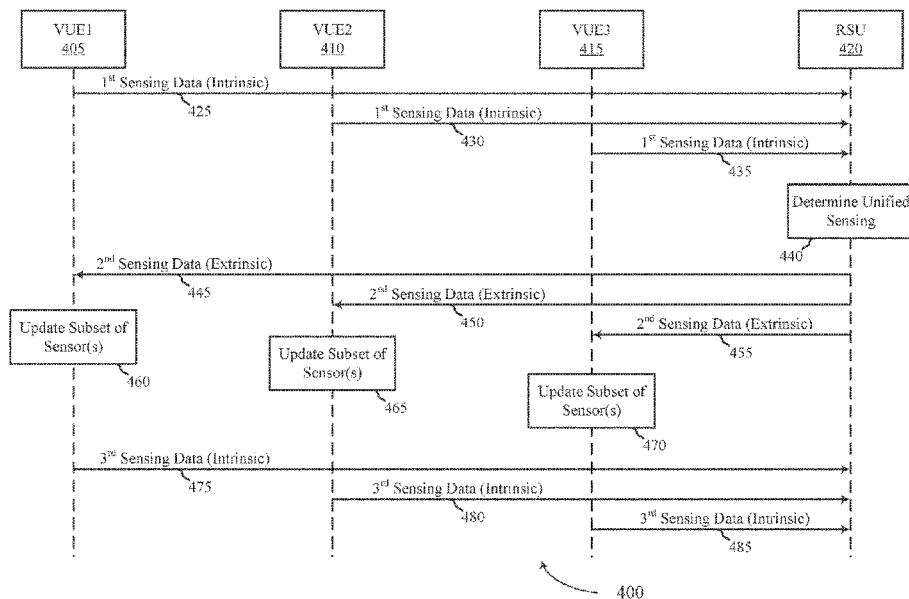 VUE1
405
VUE2
410
VUE3
415
RSU
420
1st Sensing Data (Intrinsic)
425
1st Sensing Data (Intrinsic)
430
1st Sensing Data (Intrinsic)
435
Determine Unified
Sensing
440
2nd Sensing Data (Extrinsic)
445
2nd Sensing Data (Extrinsic)
450
2nd Sensing Data (Extrinsic)
455
Update Subset of
Sensor(s)
460
Update Subset of
Sensor(s)
465
Update Subset of
Sensor(s)
470
3rd Sensing Data (Intrinsic)
475
3rd Sensing Data (Intrinsic)
480
3rd Sensing Data (Intrinsic)
485
400